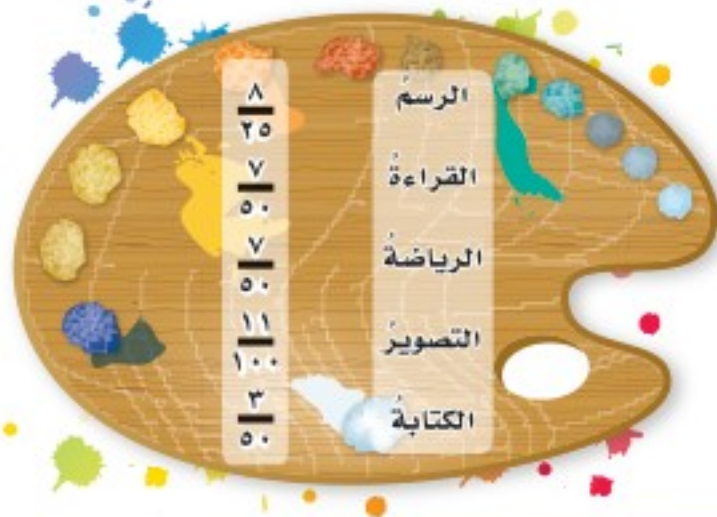 الرسمُ ٨/٢٥
القراءةُ ٧/٥٠
الرياضةُ ٧/٥٠
التصويرُ ١١/١٠٠
الكتابةُ ٣/٥٠